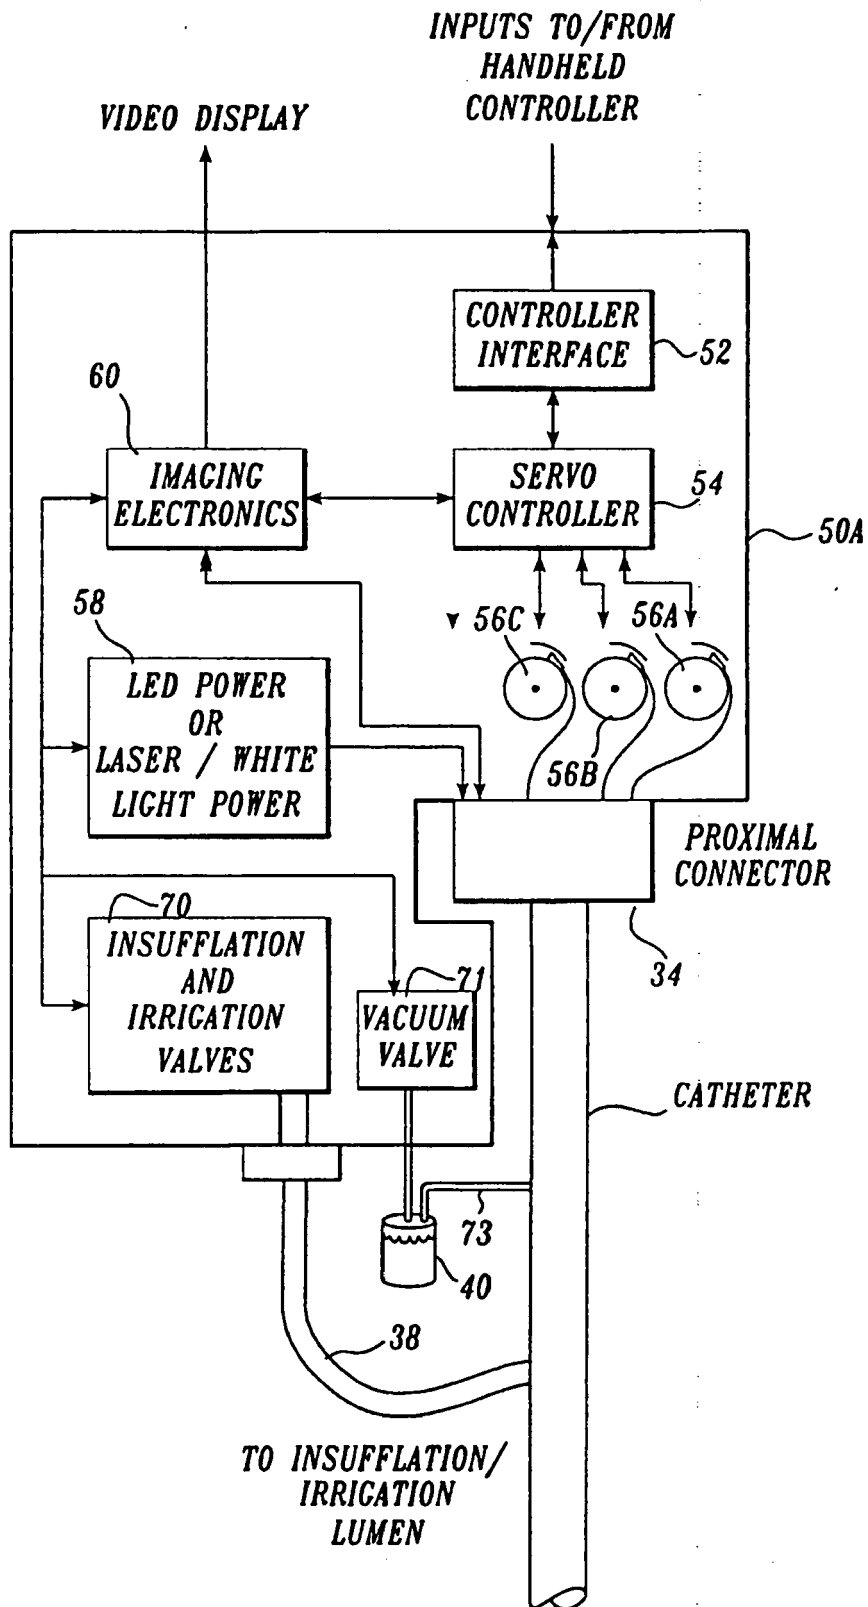 INPUTS TO/FROM
HANDHELD
CONTROLLER
VIDEO DISPLAY
CONTROLLER
INTERFACE
52
60
IMAGING
ELECTRONICS
SERVO
CONTROLLER
54
50A
58
56C
56A
LED POWER
OR
LASER / WHITE
LIGHT POWER
56B
PROXIMAL
CONNECTOR
70
INSUFFLATION
AND
IRRIGATION
VALVES
71
VACUUM
VALVE
34
CATHETER
73
40
38
TO INSUFFLATION/
IRRIGATION
LUMEN